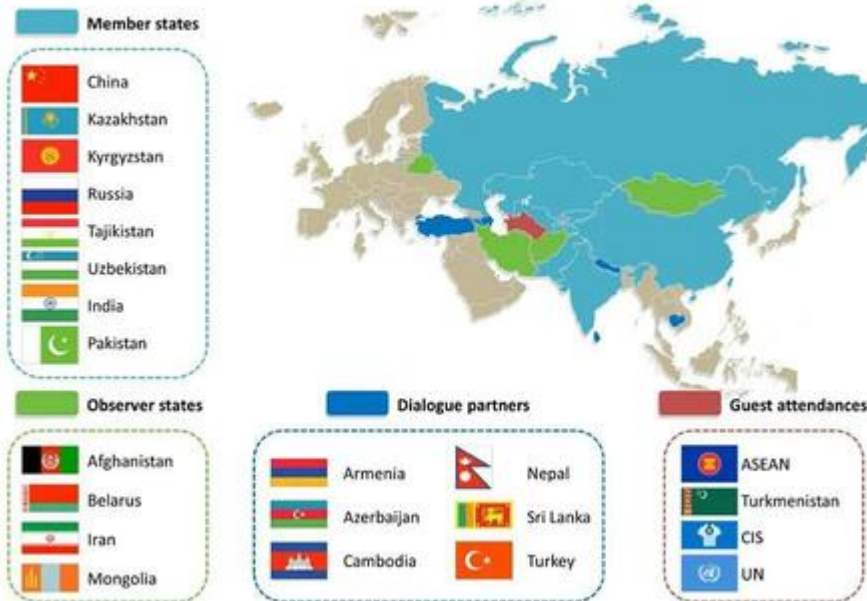 Member states
China
Kazakhstan
Kyrgyzstan
Russia
Tajikistan
Uzbekistan
India
Pakistan
Observer states
Afghanistan
Belarus
Iran
Mongolia
Dialogue partners
Armenia
Azerbaijan
Cambodia
Nepal
Sri Lanka
Turkey
Guest attendances
ASEAN
Turkmenistan
CIS
UN